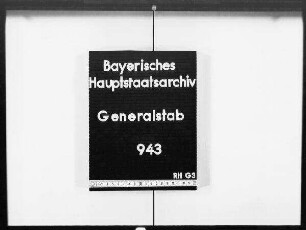 Bayerisches
Hauptstaatsarchiv
Generalstab
943
RH G3